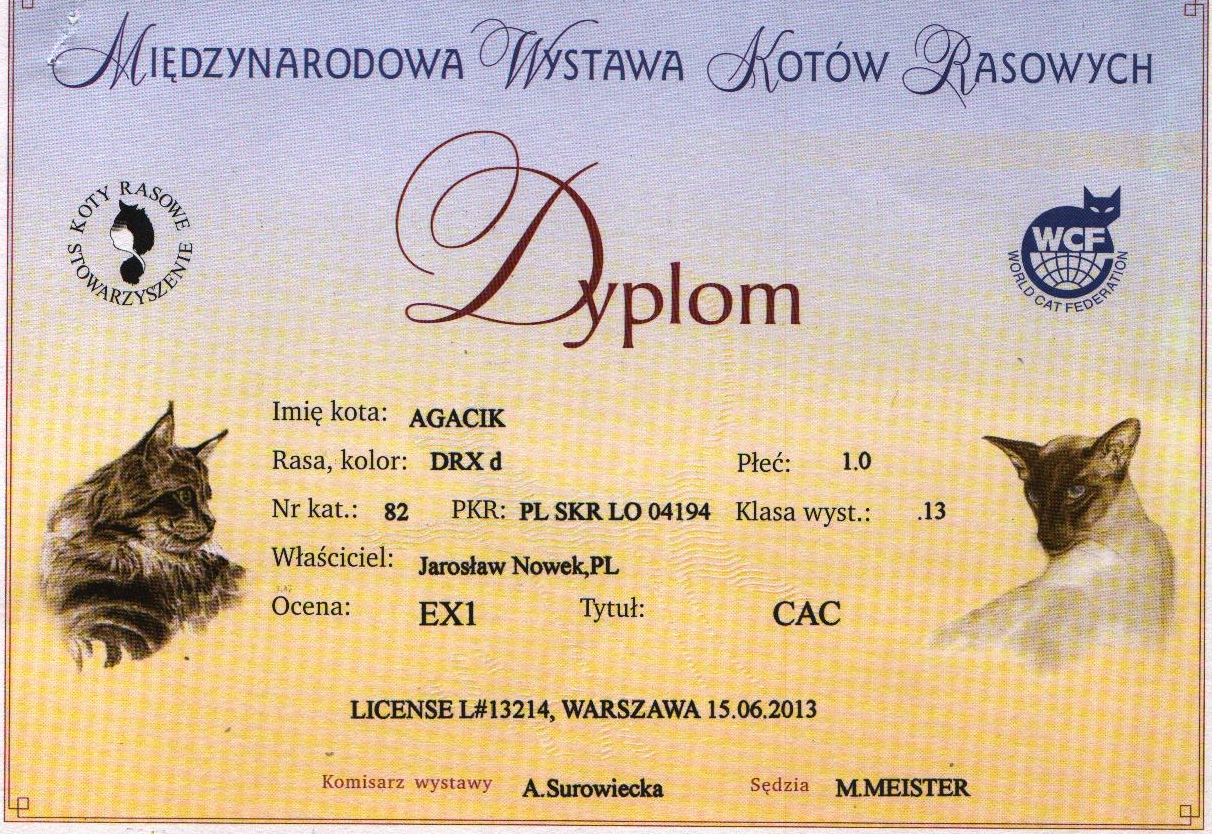 Międzynarodowa Wystawa Kotów Rasowych
Dyplom
KOTY RASOWE
STOWARZYSZENIE
WCF
WORLD CAT FEDERATION
Imię kota: AGACIK
Rasa, kolor: DRX d Płeć: 1.0
Nr kat.: 82 PKR: PL SKR LO 04194 Klasa wyst.: .13
Właściciel: Jarosław Nowek,PL
Ocena: EX1 Tytuł: CAC
LICENSE L#13214, WARSZAWA 15.06.2013
Komisarz wystawy A.Surowiecka Sędzia M.MEISTER